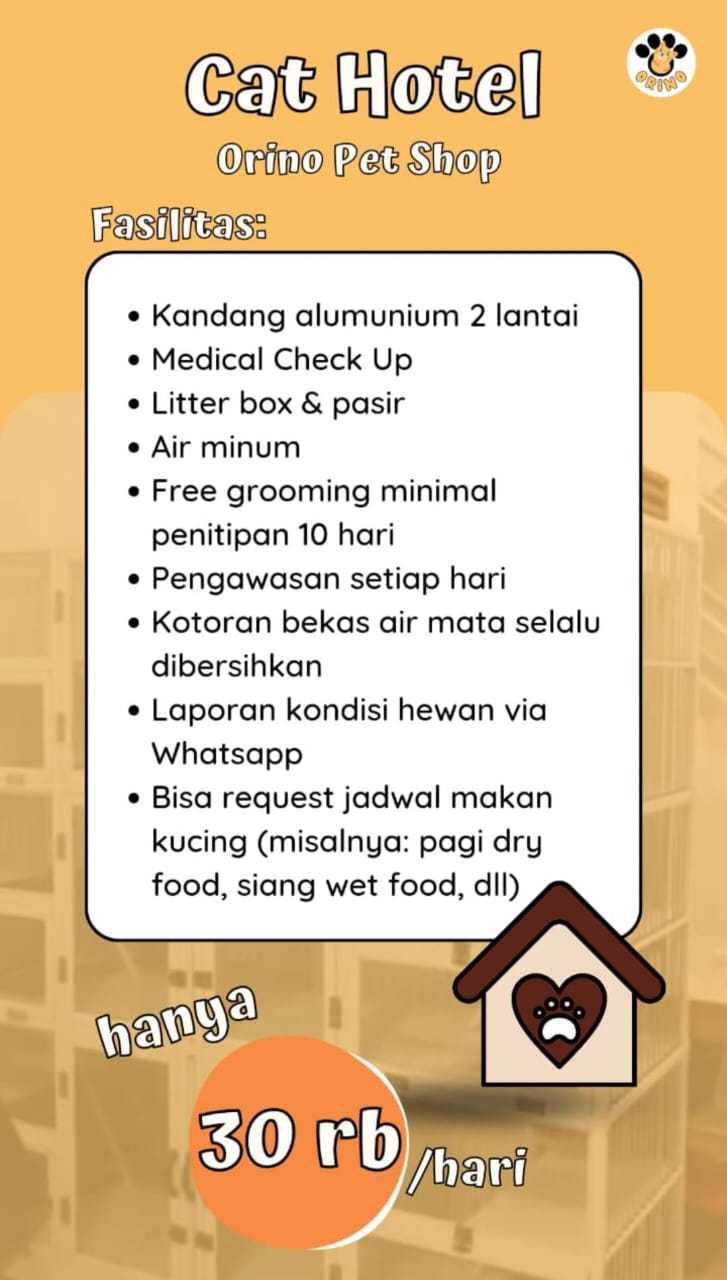 Cat Hotel
ORINO
Orino Pet Shop
Fasilitas:
• Kandang alumunium 2 lantai
• Medical Check Up
• Litter box & pasir
• Air minum
• Free grooming minimal
penitipan 10 hari
• Pengawasan setiap hari
• Kotoran bekas air mata selalu
dibersihkan
• Laporan kondisi hewan via
Whatsapp
• Bisa request jadwal makan
kucing (misalnya: pagi dry
food, siang wet food, dll)
hanya
30 rb
/hari